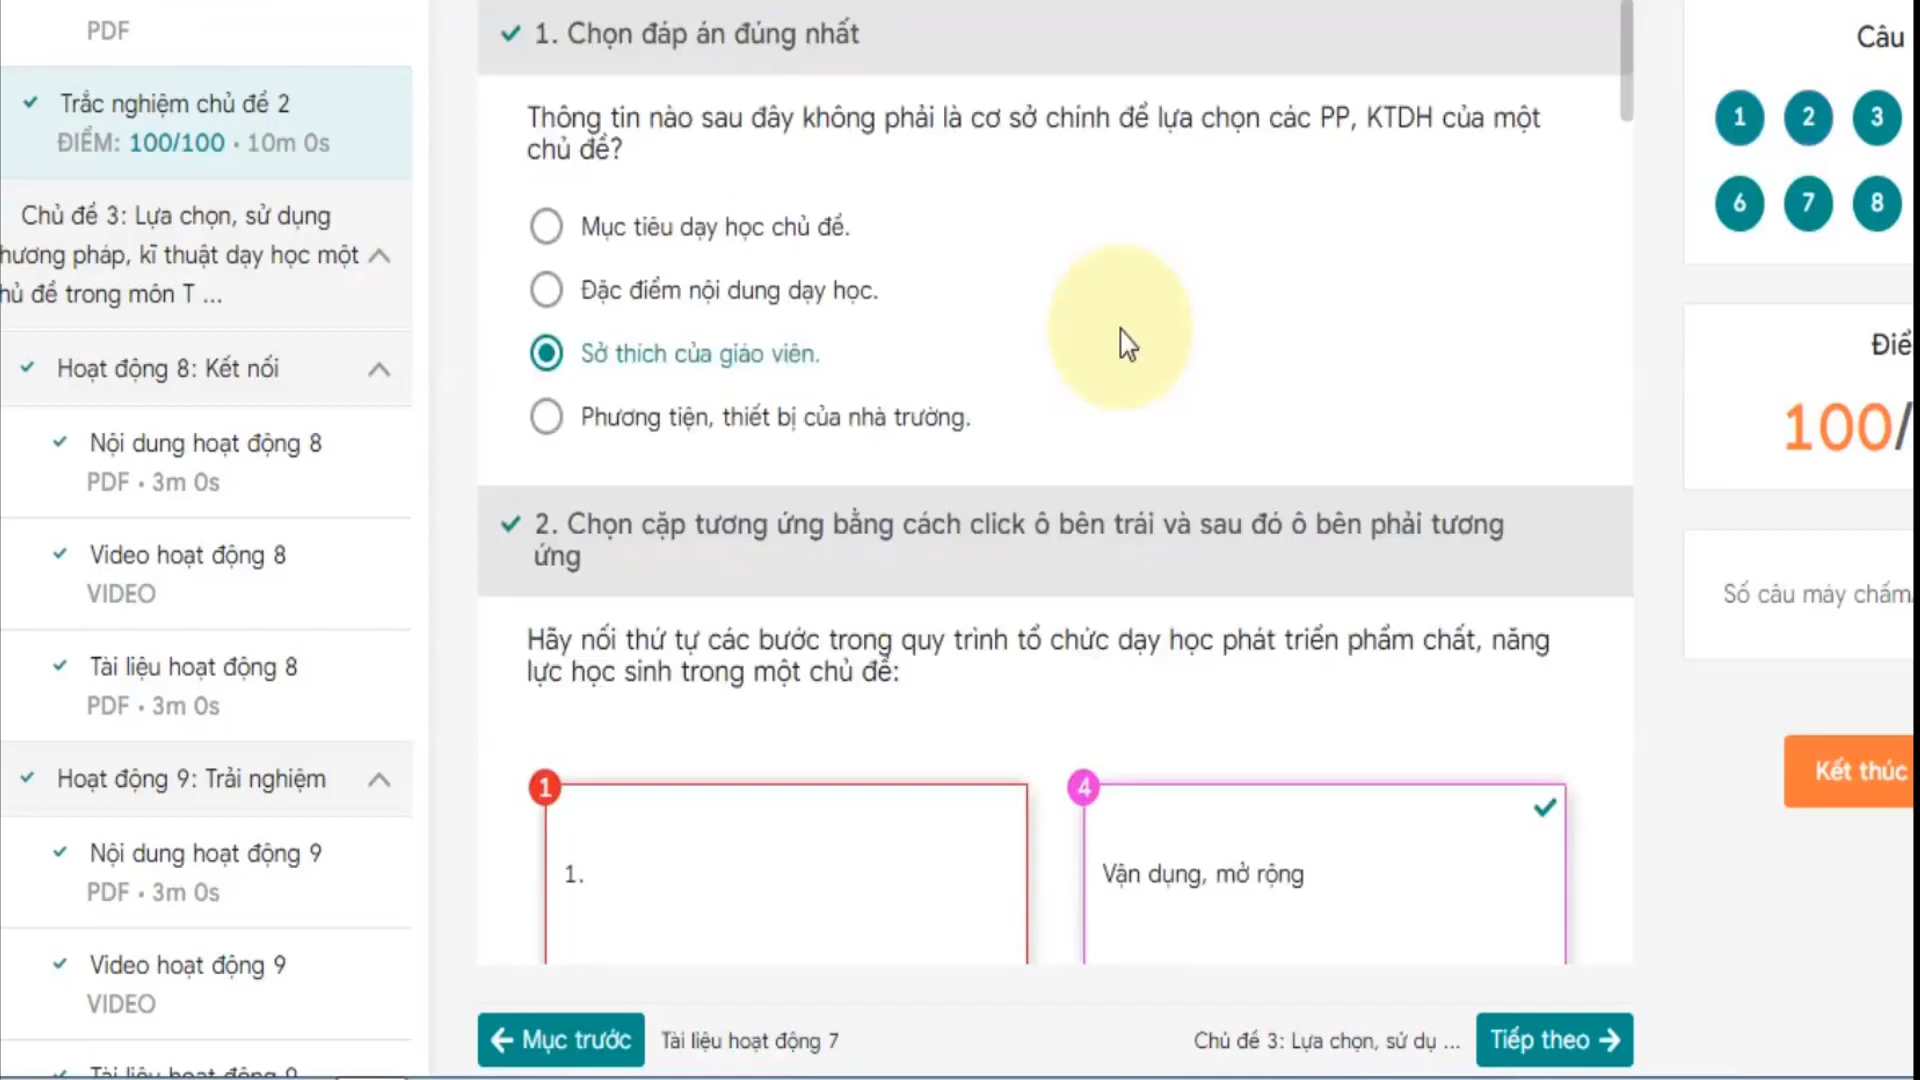 PDF
Trắc nghiệm chủ đề 2
ĐIỂM: 100/100 • 10m 0s
Chủ đề 3: Lựa chọn, sử dụng
hương pháp, kĩ thuật dạy học một
hủ đề trong môn T ...
Hoạt động 8: Kết nối
Nội dung hoạt động 8
PDF • 3m 0s
Video hoạt động 8
VIDEO
Tài liệu hoạt động 8
PDF • 3m 0s
Hoạt động 9: Trải nghiệm
Nội dung hoạt động 9
PDF • 3m 0s
Video hoạt động 9
VIDEO
Tài liệu hoạt động 9
1. Chọn đáp án đúng nhất
Thông tin nào sau đây không phải là cơ sở chính để lựa chọn các PP, KTDH của một
chủ đề?
Mục tiêu dạy học chủ đề.
Đặc điểm nội dung dạy học.
Sở thích của giáo viên.
Phương tiện, thiết bị của nhà trường.
2. Chọn cặp tương ứng bằng cách click ô bên trái và sau đó ô bên phải tương
ứng
Hãy nối thứ tự các bước trong quy trình tổ chức dạy học phát triển phẩm chất, năng
lực học sinh trong một chủ đề:
1
1.
4
Vận dụng, mở rộng
Mục trước
Tài liệu hoạt động 7
Chủ đề 3: Lựa chọn, sử dụ ...
Tiếp theo
Câu
1 2 3
6 7 8
Điể
100/
Số câu máy chấm
Kết thúc